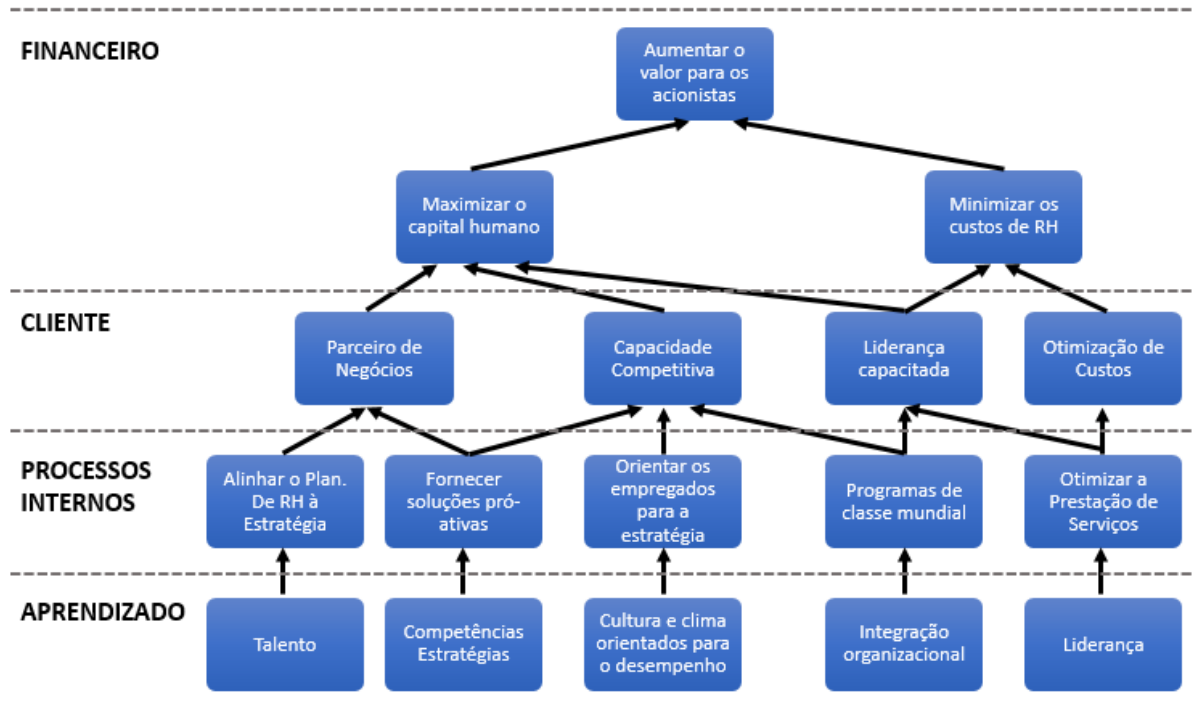 FINANCEIRO
Aumentar o
valor para os
acionistas
Maximizar o
capital humano
Minimizar os
custos de RH
CLIENTE
Parceiro de
Negócios
Capacidade
Competitiva
Liderança
capacitada
Otimização de
Custos
PROCESSOS
INTERNOS
Alinhar o Plan.
De RH à
Estratégia
Fornecer
soluções pró-
ativas
Orientar os
empregados
para a
estratégia
Programas de
classe mundial
Otimizar a
Prestação de
Serviços
APRENDIZADO
Talento
Competências
Estratégias
Cultura e clima
orientados para
o desempenho
Integração
organizacional
Liderança